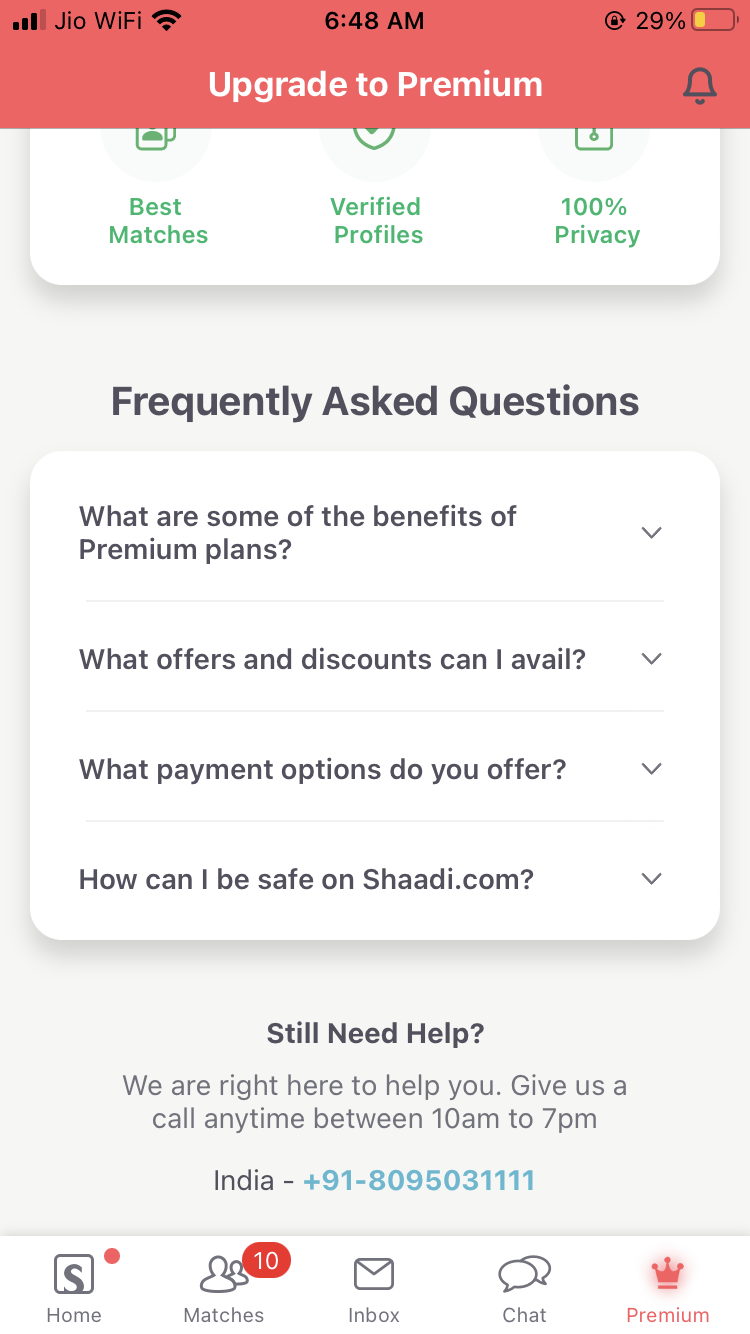 Jio WiFi 6:48 AM 29%
Upgrade to Premium
Best Matches
Verified Profiles
100% Privacy
Frequently Asked Questions
What are some of the benefits of
Premium plans?
What offers and discounts can I avail?
What payment options do you offer?
How can I be safe on Shaadi.com?
Still Need Help?
We are right here to help you. Give us a
call anytime between 10am to 7pm
India - +91-8095031111
S
10
Home Matches Inbox Chat Premium